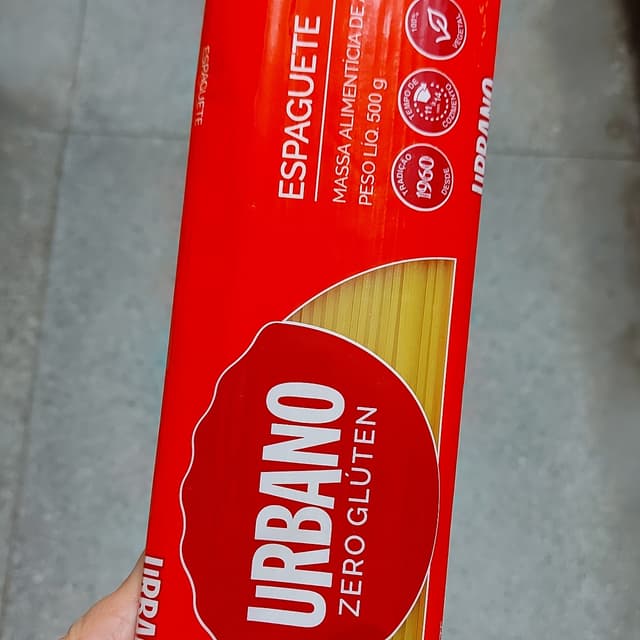 ESPAGUETE
MASSA ALIMENTÍCIA DE
PESO LÍQ. 500 g
100%
VEGETAL
TEMPO DE
COZIMENTO
TRADIÇÃO
1960
DESDE
URBANO
ZERO GLÚTEN
ESPAGUETE
URBANO
URBA